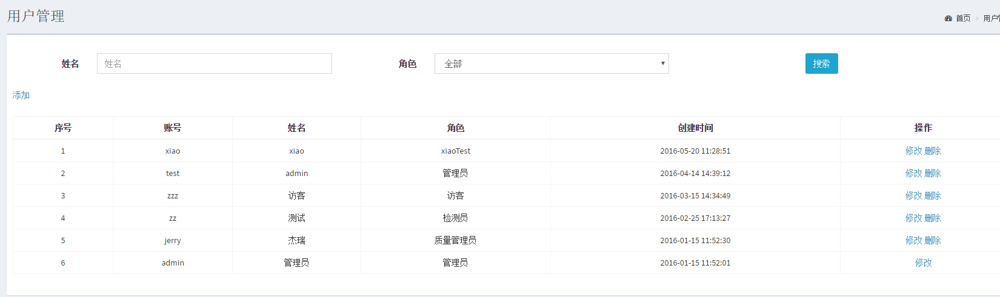 用户管理
首页 > 用户
姓名 姓名 角色 全部 搜索
添加
序号 账号 姓名 角色 创建时间 操作
1 xiao xiao xiaoTest 2016-05-20 11:28:51 修改 删除
2 test admin 管理员 2016-04-14 14:39:12 修改 删除
3 zzz 访客 访客 2016-03-15 14:34:49 修改 删除
4 zz 测试 检测员 2016-02-25 17:13:27 修改 删除
5 jerry 杰瑞 质量管理员 2016-01-15 11:52:30 修改 删除
6 admin 管理员 管理员 2016-01-15 11:52:01 修改